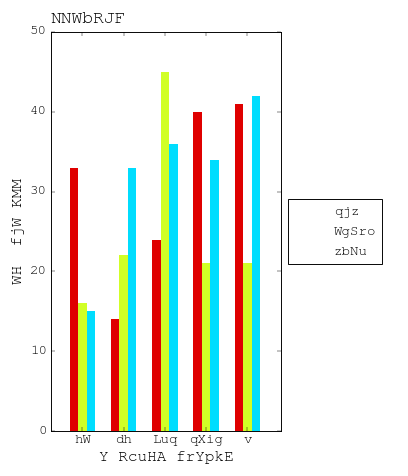 NNWbRJF
50
40
30
20
10
0
WH fjW KMM
hW dh Luq qXig v
Y RcuHA frYpkE
qjz
WgSro
zbNu